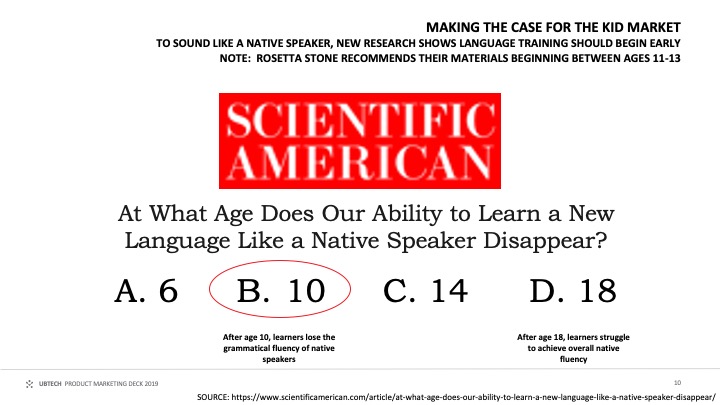 MAKING THE CASE FOR THE KID MARKET
TO SOUND LIKE A NATIVE SPEAKER, NEW RESEARCH SHOWS LANGUAGE TRAINING SHOULD BEGIN EARLY
NOTE:  ROSETTA STONE RECOMMENDS THEIR MATERIALS BEGINNING BETWEEN AGES 11-13
SCIENTIFIC
AMERICAN
At What Age Does Our Ability to Learn a New
Language Like a Native Speaker Disappear?
A. 6 B. 10 C. 14 D. 18
After age 10, learners lose the
grammatical fluency of native
speakers
After age 18, learners struggle
to achieve overall native
fluency
UBTECH PRODUCT MARKETING DECK 2019
10
SOURCE: https://www.scientificamerican.com/article/at-what-age-does-our-ability-to-learn-a-new-language-like-a-native-speaker-disappear/